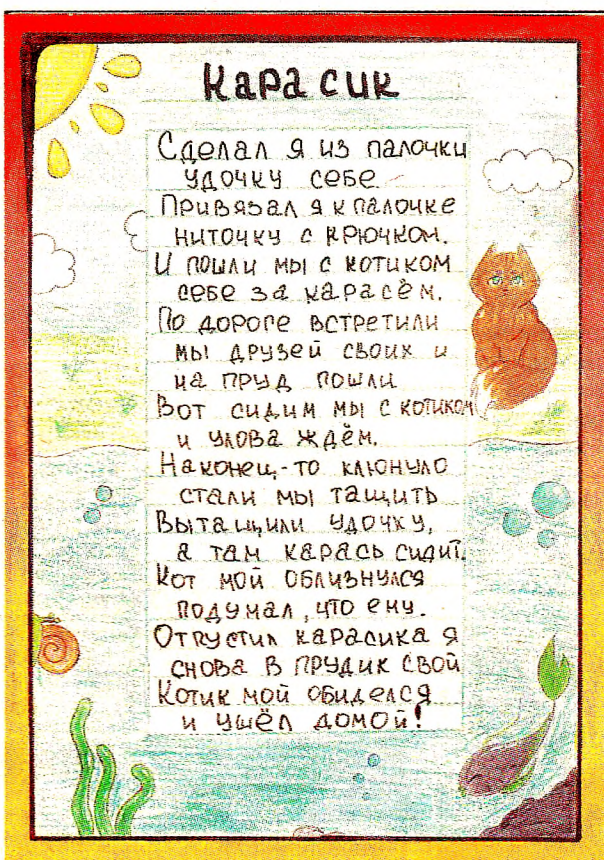 Карасик
Сделал я из палочки
удочку себе
Привязал я к палочке
ниточку с крючком.
И пошли мы с котиком
себе за карасём.
По дороге встретили
мы друзей своих и
на пруд пошли
Вот сидим мы с котиком
и улова ждём.
Наконец-то клюнуло
стали мы тащить
Вытащили удочку,
а там карась сидит.
Кот мой облизнулся
подумал, что ему.
Отпустил карасика я
снова в прудик свой
Котик мой обиделся
и ушёл домой!